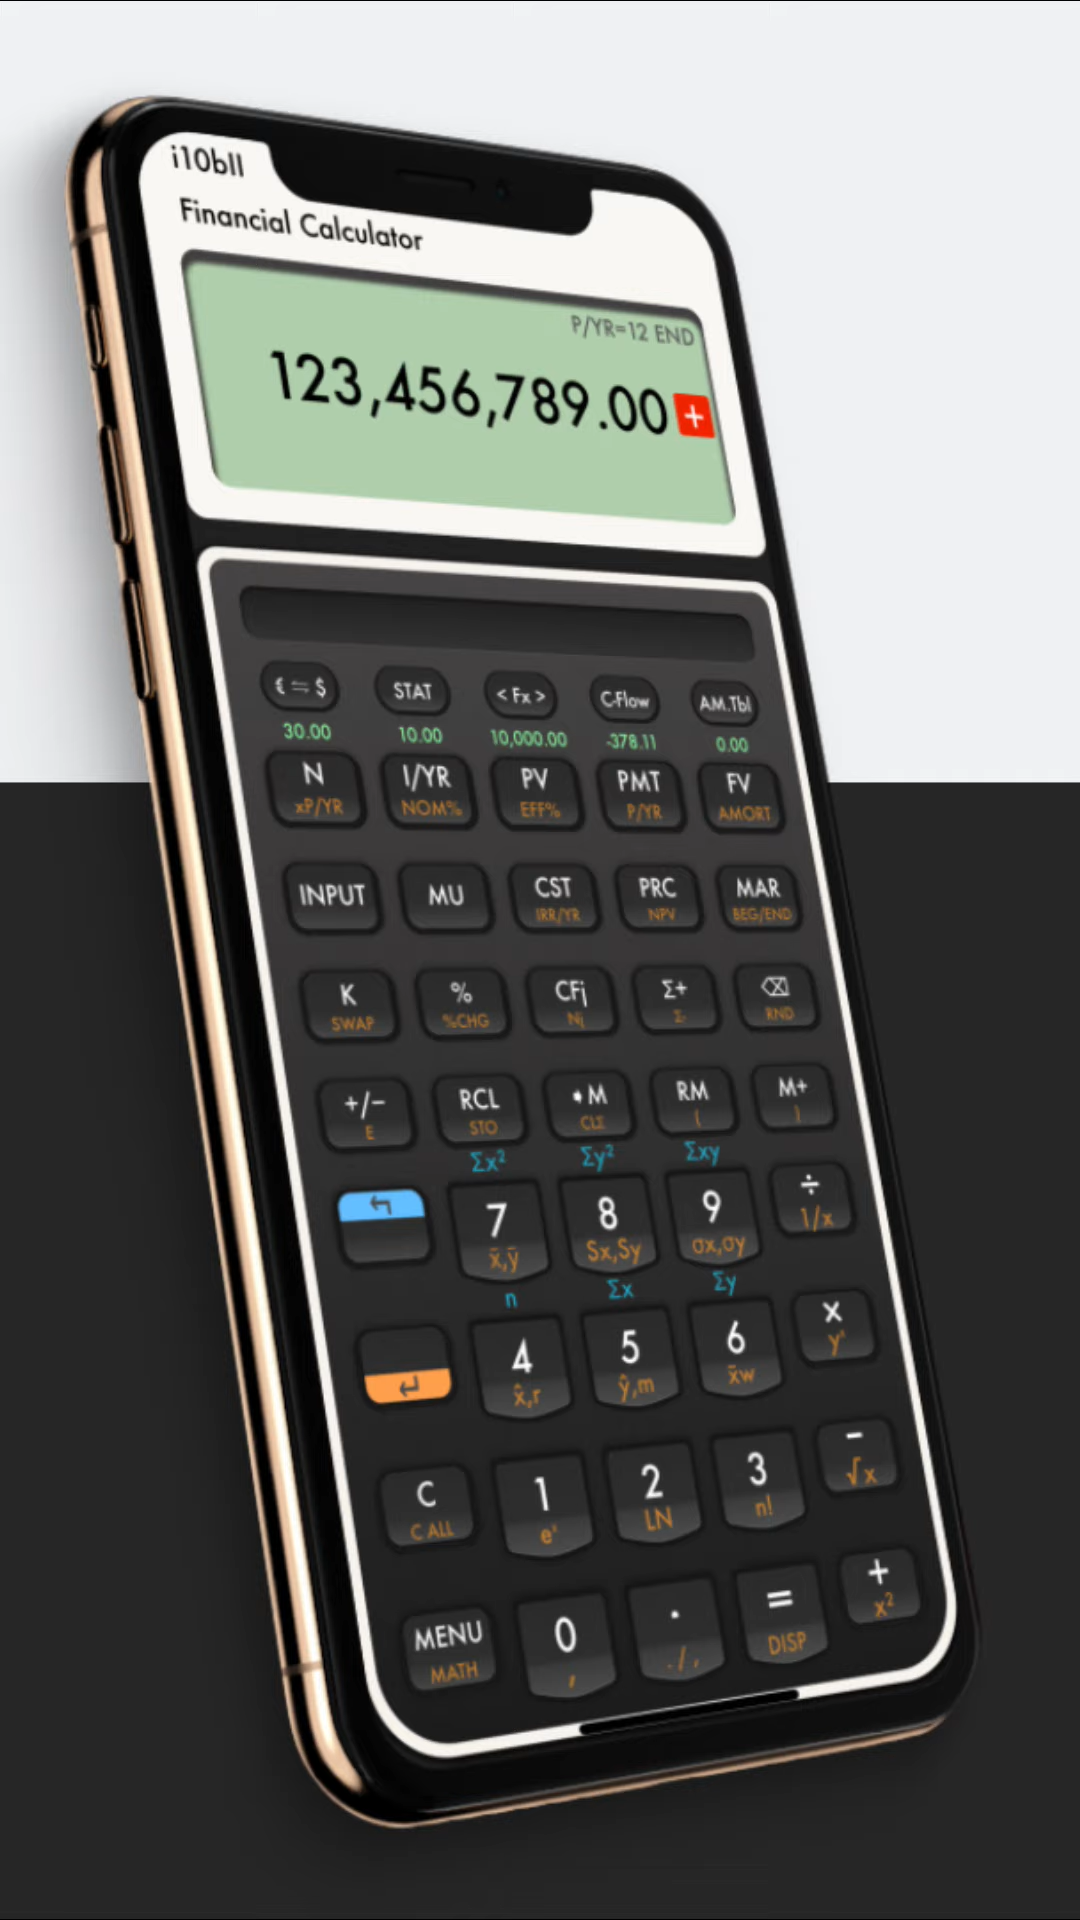 i10bII
Financial Calculator
P/YR=12 END
123,456,789.00 +
€ ⇋ $ STAT < Fx > C-Flow AM.Tbl
30.00 10.00 10,000.00 -378.11 0.00
N I/YR PV PMT FV
xP/YR NOM% EFF% P/YR AMORT
INPUT MU CST PRC MAR
IRR/YR NPV BEG/END
K % CFj Σ+ ⌫
SWAP %CHG Nj Σ- RND
+/− RCL →M RM M+
E STO CLΣ ( )
Σx² Σy² Σxy
↰ 7 8 9 ÷
x̄,ȳ Sx,Sy σx,σy 1/x
n Σx Σy
4 5 6 ×
↵ x̂,r ŷ,m x̄w yˣ
C 1 2 3 −
C ALL eˣ LN n! √x
MENU 0 . = +
MATH , ./, DISP x²